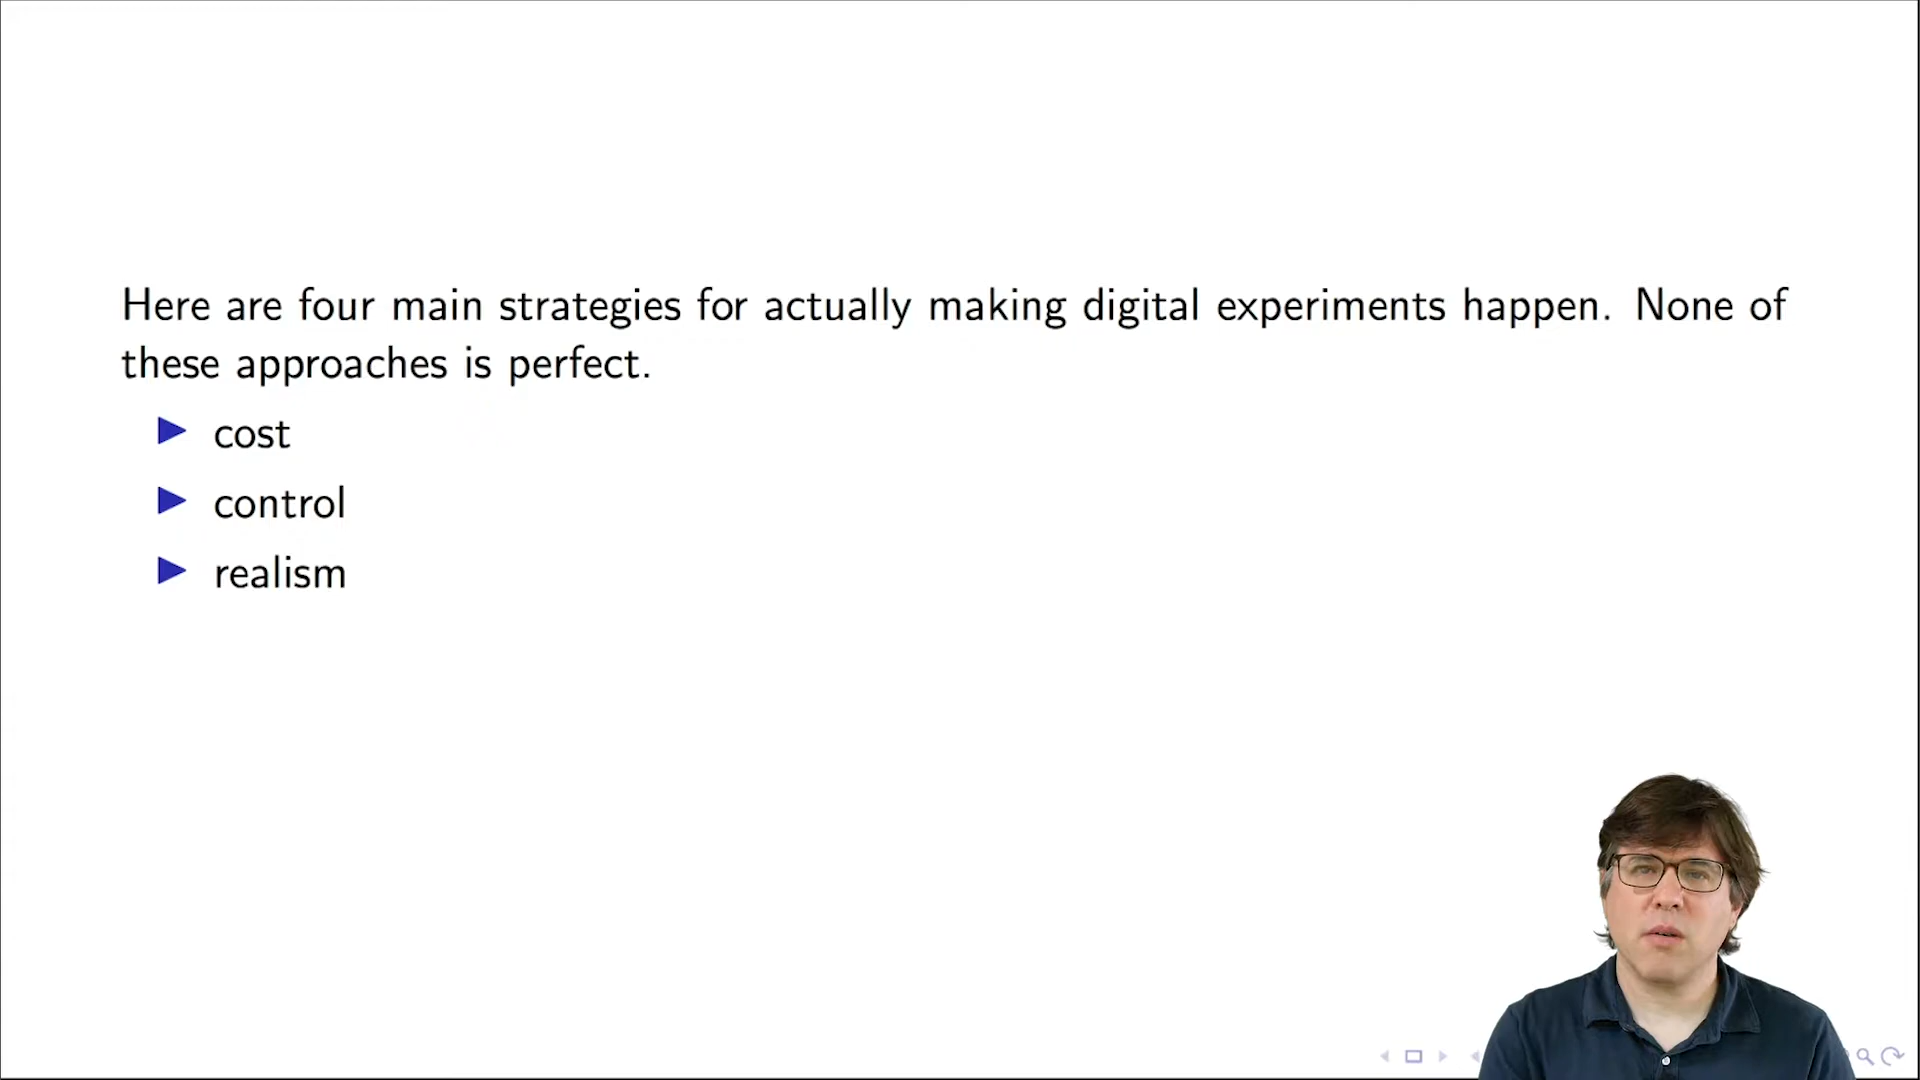 Here are four main strategies for actually making digital experiments happen. None of
these approaches is perfect.
cost
control
realism